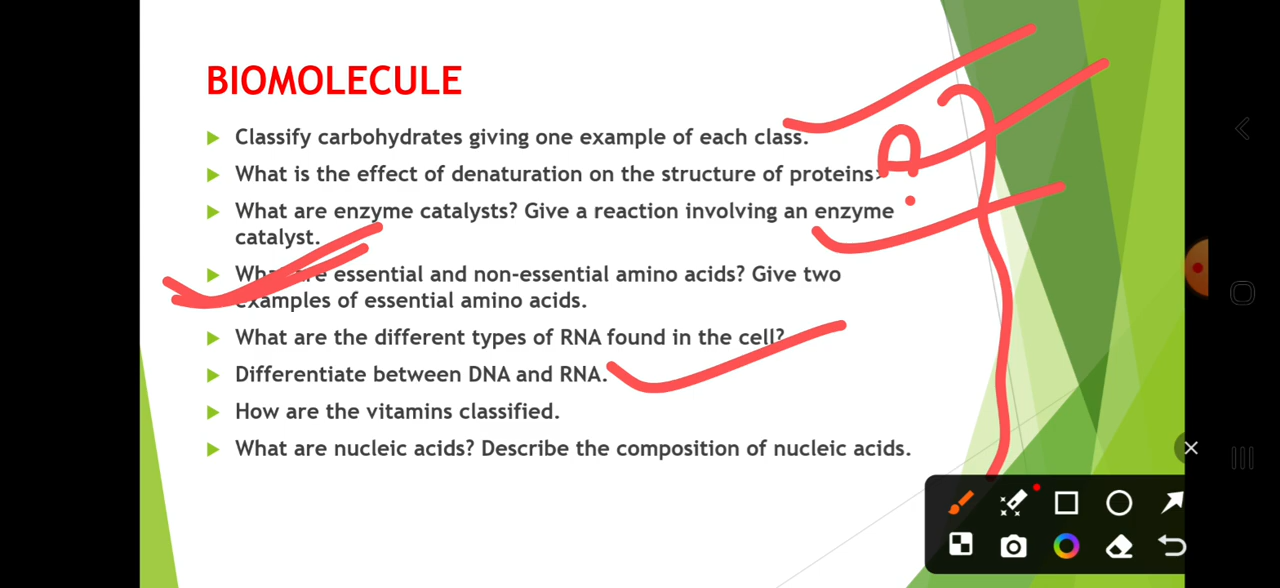 BIOMOLECULE
Classify carbohydrates giving one example of each class.
What is the effect of denaturation on the structure of proteins>
What are enzyme catalysts? Give a reaction involving an enzyme
catalyst.
What are essential and non-essential amino acids? Give two
examples of essential amino acids.
What are the different types of RNA found in the cell?
Differentiate between DNA and RNA.
How are the vitamins classified.
What are nucleic acids? Describe the composition of nucleic acids.